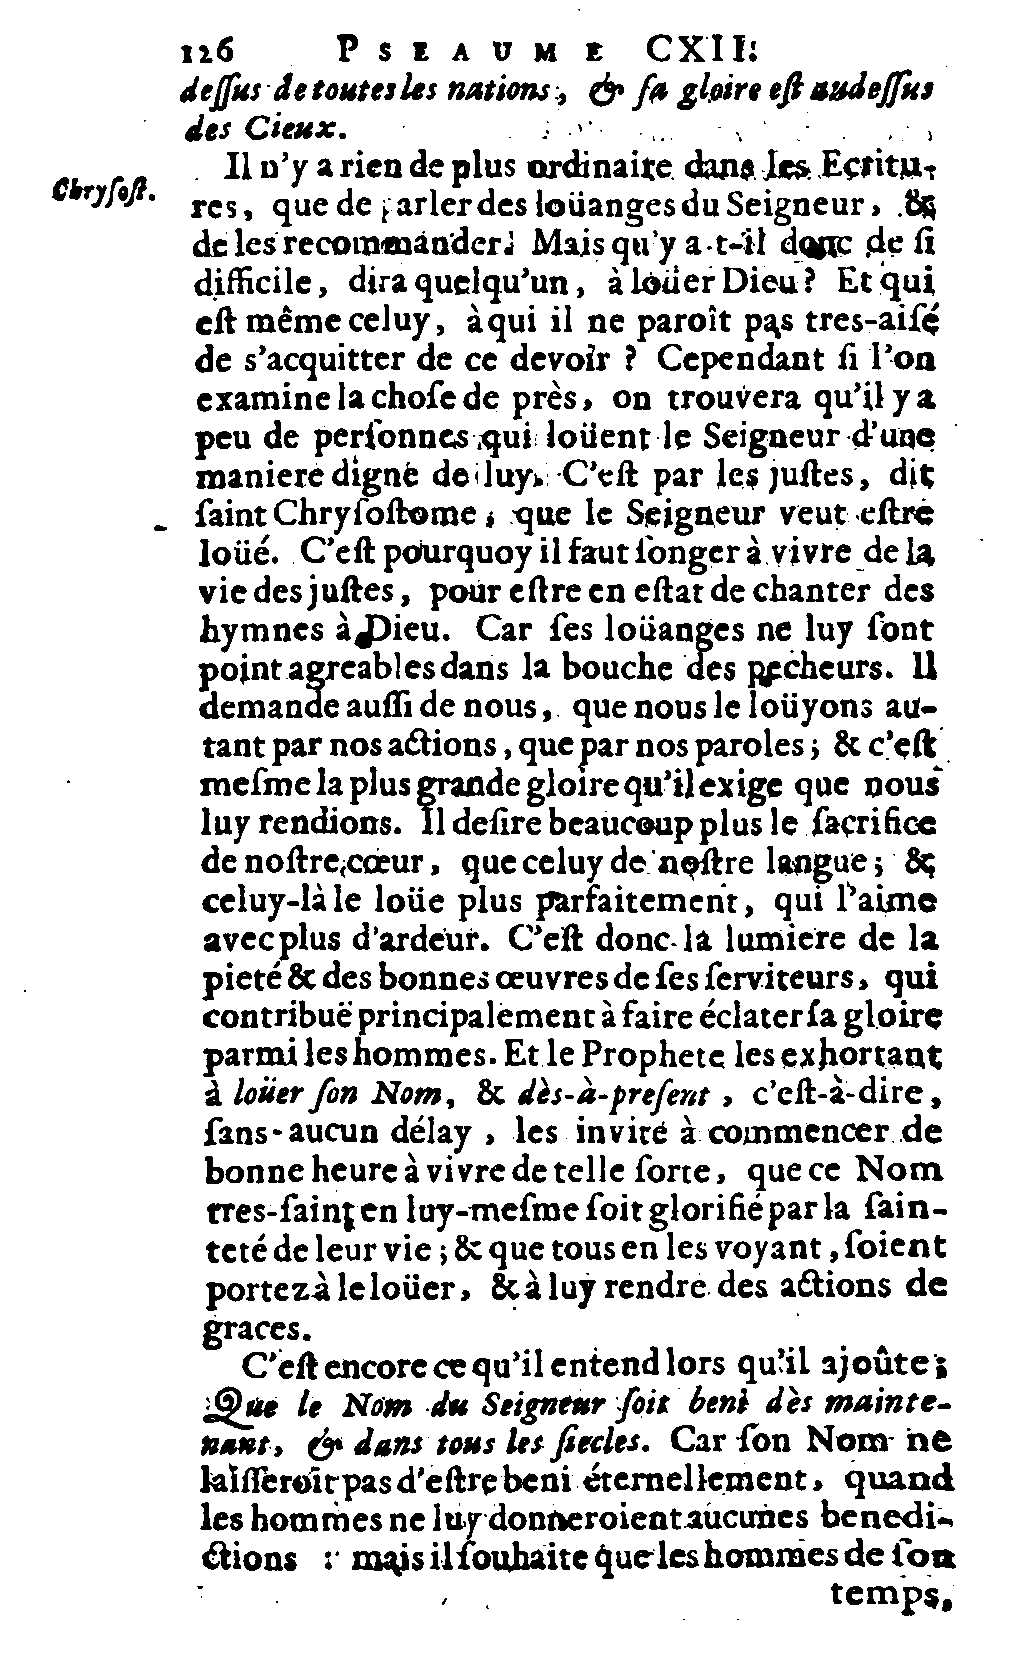 126 PSEAUME CXII.
deſſus de toutes les nations, & ſa gloire eſt audeſſus
des Cieux.
Il n'y a rien de plus ordinaire dans les Ecritu-
Chryſoſt.
res, que de parler des loüanges du Seigneur, &
de les recommander. Mais qu'y a-t-il donc de ſi
difficile, dira quelqu'un, à loüer Dieu? Et qui
eſt même celuy, à qui il ne paroît pas tres-aiſé
de s'acquitter de ce devoir ? Cependant ſi l'on
examine la choſe de près, on trouvera qu'il y a
peu de perſonnes qui loüent le Seigneur d'une
maniere digne de luy. C'eſt par les juſtes, dit
ſaint Chryſoſtome, que le Seigneur veut eſtre
loüé. C'eſt pourquoy il faut ſonger à vivre de la
vie des juſtes, pour eſtre en eſtat de chanter des
hymnes à Dieu. Car ſes loüanges ne luy ſont
point agreables dans la bouche des pecheurs. Il
demande auſſi de nous, que nous le loüyons au-
tant par nos actions, que par nos paroles; & c'eſt
meſme la plus grande gloire qu'il exige que nous
luy rendions. Il deſire beaucoup plus le ſacrifice
de noſtre cœur, que celuy de noſtre langue; &
celuy-là le loüe plus parfaitement, qui l'aime
avec plus d'ardeur. C'eſt donc la lumiere de la
pieté & des bonnes œuvres de ſes ſerviteurs, qui
contribuë principalement à faire éclater ſa gloire
parmi les hommes. Et le Prophete les exhortant
à loüer ſon Nom, & dès-à-preſent, c'eſt-à-dire,
ſans-aucun délay, les invite à commencer de
bonne heure à vivre de telle ſorte, que ce Nom
tres-ſaint en luy-meſme ſoit glorifié par la ſain-
teté de leur vie; & que tous en les voyant, ſoient
portez à le loüer, & à luy rendre des actions de
graces.
C'eſt encore ce qu'il entend lors qu'il ajoûte;
Que le Nom du Seigneur ſoit beni dès mainte-
nant, & dans tous les ſiecles. Car ſon Nom ne
laiſſeroit pas d'eſtre beni éternellement, quand
les hommes ne luy donneroient aucunes benedi-
ctions : mais il ſouhaite que les hommes de ſon
temps,